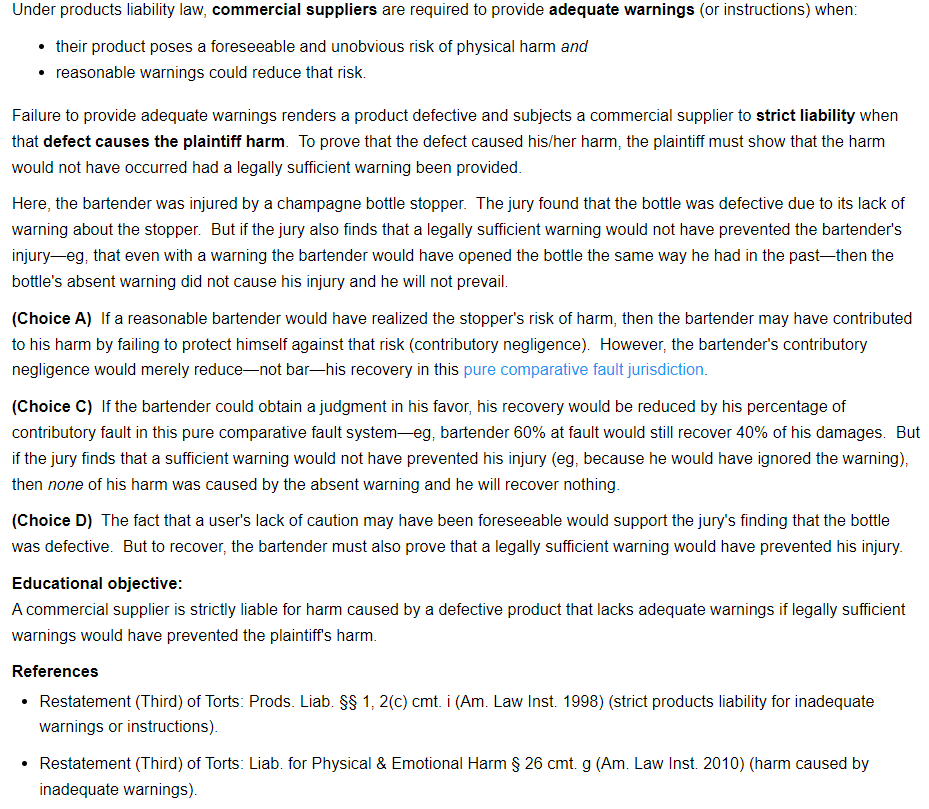 Under products liability law, commercial suppliers are required to provide adequate warnings (or instructions) when:
• their product poses a foreseeable and unobvious risk of physical harm and
• reasonable warnings could reduce that risk.
Failure to provide adequate warnings renders a product defective and subjects a commercial supplier to strict liability when
that defect causes the plaintiff harm. To prove that the defect caused his/her harm, the plaintiff must show that the harm
would not have occurred had a legally sufficient warning been provided.
Here, the bartender was injured by a champagne bottle stopper. The jury found that the bottle was defective due to its lack of
warning about the stopper. But if the jury also finds that a legally sufficient warning would not have prevented the bartender's
injury—eg, that even with a warning the bartender would have opened the bottle the same way he had in the past—then the
bottle's absent warning did not cause his injury and he will not prevail.
(Choice A) If a reasonable bartender would have realized the stopper's risk of harm, then the bartender may have contributed
to his harm by failing to protect himself against that risk (contributory negligence). However, the bartender's contributory
negligence would merely reduce—not bar—his recovery in this pure comparative fault jurisdiction.
(Choice C) If the bartender could obtain a judgment in his favor, his recovery would be reduced by his percentage of
contributory fault in this pure comparative fault system—eg, bartender 60% at fault would still recover 40% of his damages. But
if the jury finds that a sufficient warning would not have prevented his injury (eg, because he would have ignored the warning),
then none of his harm was caused by the absent warning and he will recover nothing.
(Choice D) The fact that a user's lack of caution may have been foreseeable would support the jury's finding that the bottle
was defective. But to recover, the bartender must also prove that a legally sufficient warning would have prevented his injury.
Educational objective:
A commercial supplier is strictly liable for harm caused by a defective product that lacks adequate warnings if legally sufficient
warnings would have prevented the plaintiff's harm.
References
• Restatement (Third) of Torts: Prods. Liab. §§ 1, 2(c) cmt. i (Am. Law Inst. 1998) (strict products liability for inadequate
warnings or instructions).
• Restatement (Third) of Torts: Liab. for Physical & Emotional Harm § 26 cmt. g (Am. Law Inst. 2010) (harm caused by
inadequate warnings).